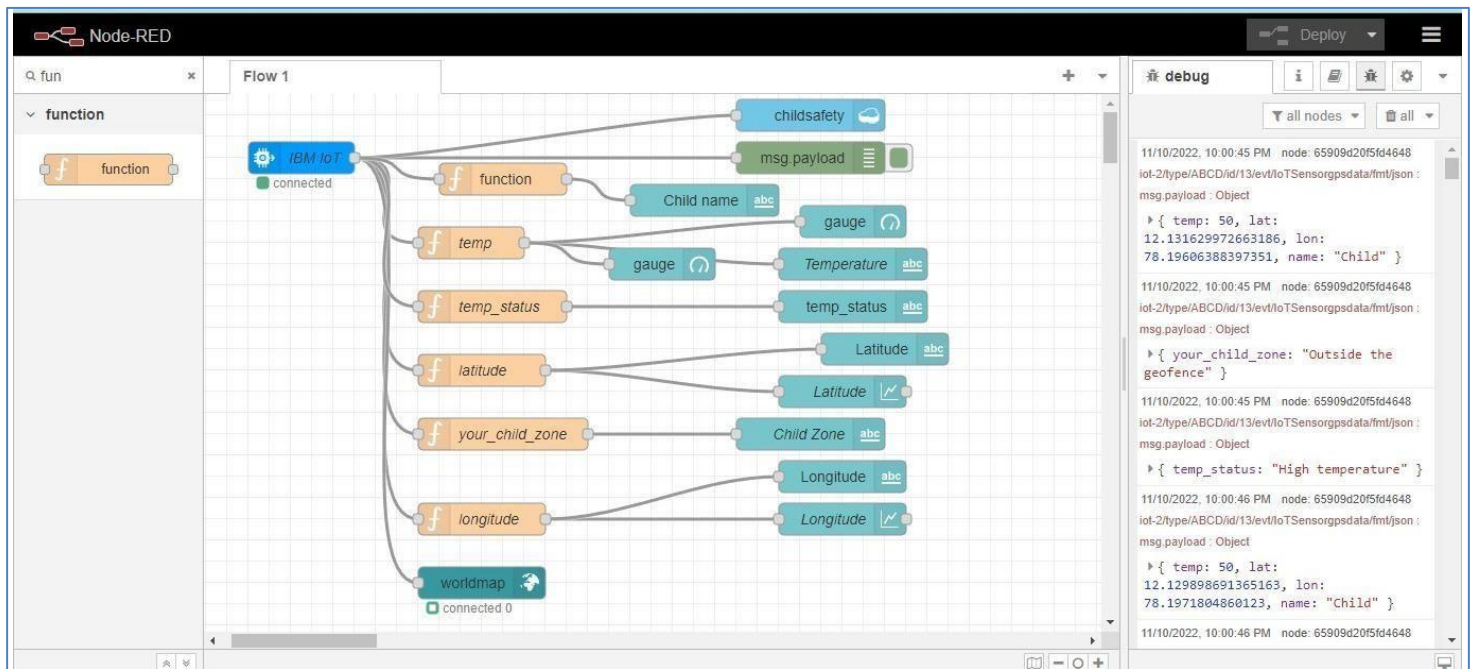 Node-RED
Deploy
fun
Flow 1
debug
i
function
all nodes
all
function
childsafety
IBM IoT
connected
msg.payload
function
Child name
abc
gauge
temp
gauge
Temperature
abc
temp_status
temp_status
abc
Latitude
abc
latitude
Latitude
your_child_zone
Child Zone
abc
Longitude
abc
longitude
Longitude
worldmap
connected 0
11/10/2022, 10:00:45 PM node: 65909d20f5fd4648
iot-2/type/ABCD/id/13/evt/IoTSensorgpsdata/fmt/json :
msg.payload : Object
{ temp: 50, lat:
12.131629972663186, lon:
78.19606388397351, name: "Child" }
11/10/2022, 10:00:45 PM node: 65909d20f5fd4648
iot-2/type/ABCD/id/13/evt/IoTSensorgpsdata/fmt/json :
msg.payload : Object
{ your_child_zone: "Outside the
geofence" }
11/10/2022, 10:00:45 PM node: 65909d20f5fd4648
iot-2/type/ABCD/id/13/evt/IoTSensorgpsdata/fmt/json :
msg.payload : Object
{ temp_status: "High temperature" }
11/10/2022, 10:00:46 PM node: 65909d20f5fd4648
iot-2/type/ABCD/id/13/evt/IoTSensorgpsdata/fmt/json :
msg.payload : Object
{ temp: 50, lat:
12.129898691365163, lon:
78.1971804860123, name: "Child" }
11/10/2022, 10:00:46 PM node: 65909d20f5fd4648